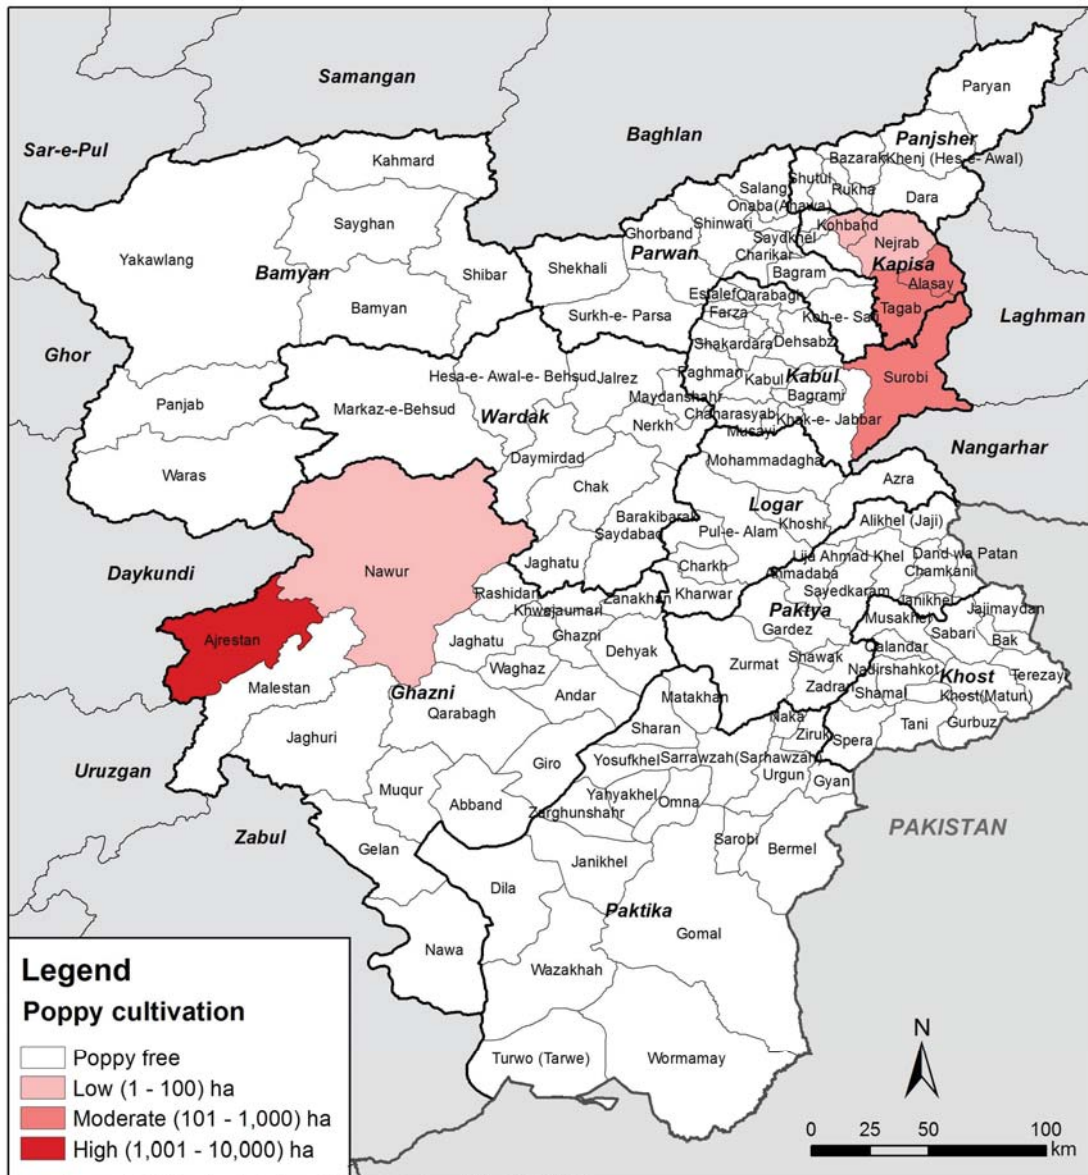 Samangan
Paryan
Baghlan
Sar-e-Pul
Panjsher
Kahmard
Bazarak
Khenj (Hes-e- Awal)
Shutul
Rukha
Dara
Salang
Onaba(Anawa)
Sayghan
Shinwari
Kohband
Ghorband
Saydkhel
Nejrab
Yakawlang
Parwan
Charikar
Kapisa
Bamyan
Shibar
Shekhali
Bagram
Alasay
Estalef
Qarabagh
Bamyan
Farza
Koh-e- Safi
Tagab
Laghman
Surkh-e- Parsa
Shakardara
Dehsabz
Ghor
Hesa-e- Awal-e- Behsud
Jalrez
Paghman
Kabul
Kabul
Surobi
Panjab
Markaz-e-Behsud
Maydanshahr
Bagrami
Wardak
Nerkh
Chaharasyab
Khak-e- Jabbar
Musayi
Nangarhar
Waras
Daymirdad
Mohammadagha
Azra
Chak
Logar
Barakibarak
Khoshi
Alikhel (Jaji)
Saydabad
Pul-e- Alam
Daykundi
Nawur
Jaghatu
Charkh
Lija Ahmad Khel
Dand wa Patan
Chamkani
Rashidan
Zanakhan
Kharwar
Sayedkaram
Janikhel
Khwajaumari
Paktya
Jajimaydan
Ajrestan
Jaghatu
Ghazni
Gardez
Musakhel
Sabari
Bak
Dehyak
Qalandar
Waghaz
Zurmat
Shawak
Nadirshahkot
Khost
Terezay
Malestan
Ghazni
Andar
Matakhan
Zadran
Shamal
Khost(Matun)
Qarabagh
Sharan
Naka
Ziruk
Spera
Tani
Gurbuz
Jaghuri
Uruzgan
Giro
Yosufkhel
Sarrawzah(Sarhawzah)
Urgun
Gyan
Muqur
Abband
Yahyakhel
Omna
Zarghunshahr
Zabul
PAKISTAN
Gelan
Janikhel
Sarobi
Bermel
Dila
Paktika
Gomal
Nawa
Wazakhah
Turwo (Tarwe)
Wormamay
Legend
Poppy cultivation
Poppy free
Low (1 - 100) ha
Moderate (101 - 1,000) ha
High (1,001 - 10,000) ha
N
0 25 50 100
km